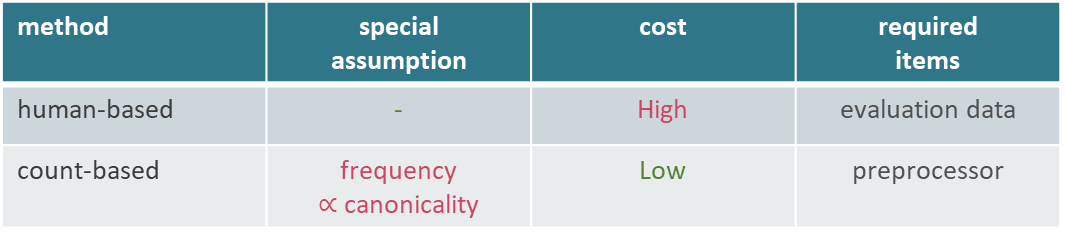 method special assumption cost required items
human-based - High evaluation data
count-based frequency ∝ canonicality Low preprocessor